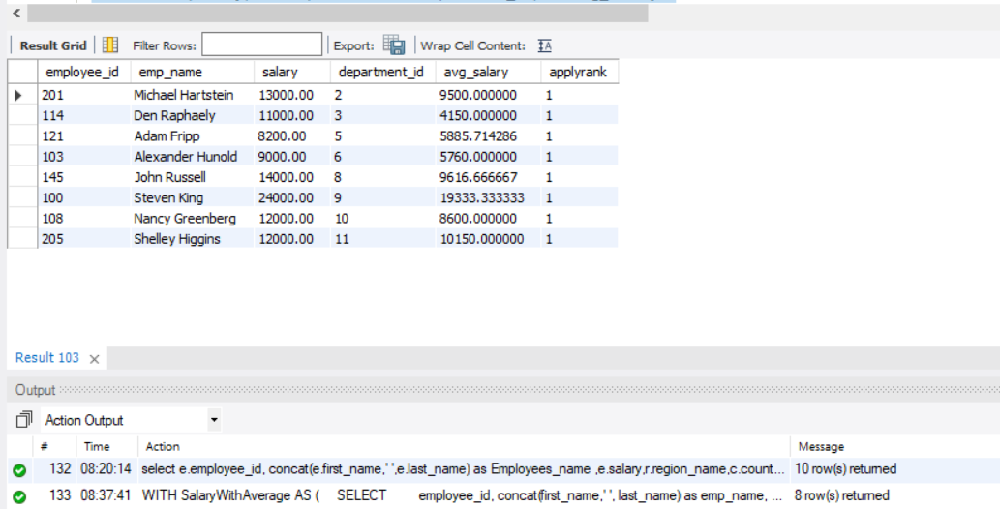 Result Grid Filter Rows: Export: Wrap Cell Content: IA
employee_id emp_name salary department_id avg_salary applyrank
201 Michael Hartstein 13000.00 2 9500.000000 1
114 Den Raphaely 11000.00 3 4150.000000 1
121 Adam Fripp 8200.00 5 5885.714286 1
103 Alexander Hunold 9000.00 6 5760.000000 1
145 John Russell 14000.00 8 9616.666667 1
100 Steven King 24000.00 9 19333.333333 1
108 Nancy Greenberg 12000.00 10 8600.000000 1
205 Shelley Higgins 12000.00 11 10150.000000 1
Result 103
Output
Action Output
# Time Action Message
132 08:20:14 select e.employee_id, concat(e.first_name,' ',e.last_name) as Employees_name ,e.salary,r.region_name,c.count... 10 row(s) returned
133 08:37:41 WITH SalaryWithAverage AS ( SELECT employee_id, concat(first_name,' ', last_name) as emp_name, ... 8 row(s) returned